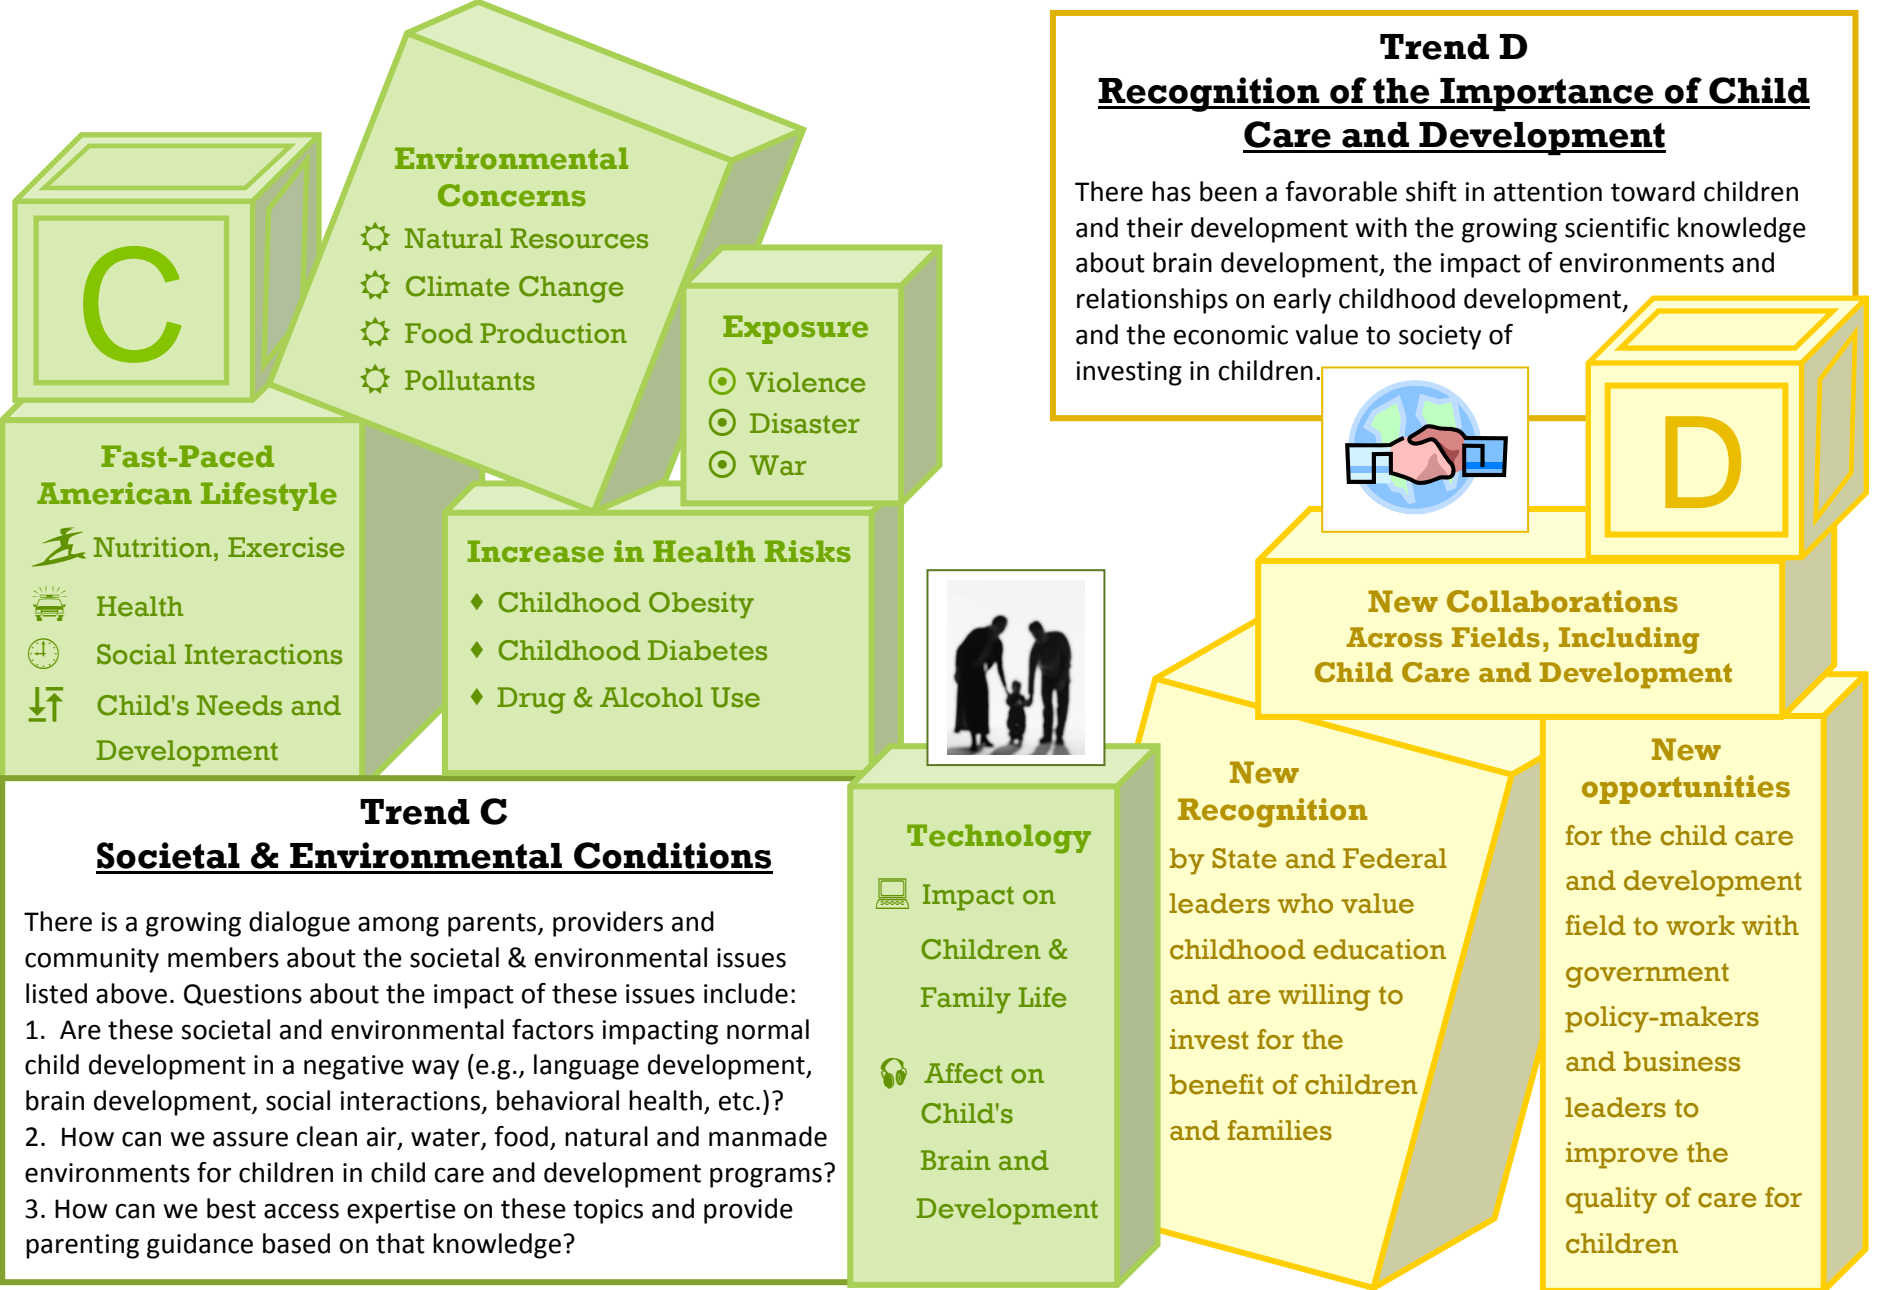 C
Environmental
Concerns
Natural Resources
Climate Change
Food Production
Pollutants
Exposure
Violence
Disaster
War
Fast-Paced
American Lifestyle
Nutrition, Exercise
Health
Social Interactions
Child's Needs and
Development
Increase in Health Risks
Childhood Obesity
Childhood Diabetes
Drug & Alcohol Use
Trend C
Societal & Environmental Conditions
There is a growing dialogue among parents, providers and
community members about the societal & environmental issues
listed above. Questions about the impact of these issues include:
1. Are these societal and environmental factors impacting normal
child development in a negative way (e.g., language development,
brain development, social interactions, behavioral health, etc.)?
2. How can we assure clean air, water, food, natural and manmade
environments for children in child care and development programs?
3. How can we best access expertise on these topics and provide
parenting guidance based on that knowledge?
Technology
Impact on
Children &
Family Life
Affect on
Child's
Brain and
Development
Trend D
Recognition of the Importance of Child
Care and Development
There has been a favorable shift in attention toward children
and their development with the growing scientific knowledge
about brain development, the impact of environments and
relationships on early childhood development,
and the economic value to society of
investing in children.
D
New Collaborations
Across Fields, Including
Child Care and Development
New
Recognition
by State and Federal
leaders who value
childhood education
and are willing to
invest for the
benefit of children
and families
New
opportunities
for the child care
and development
field to work with
government
policy-makers
and business
leaders to
improve the
quality of care for
children